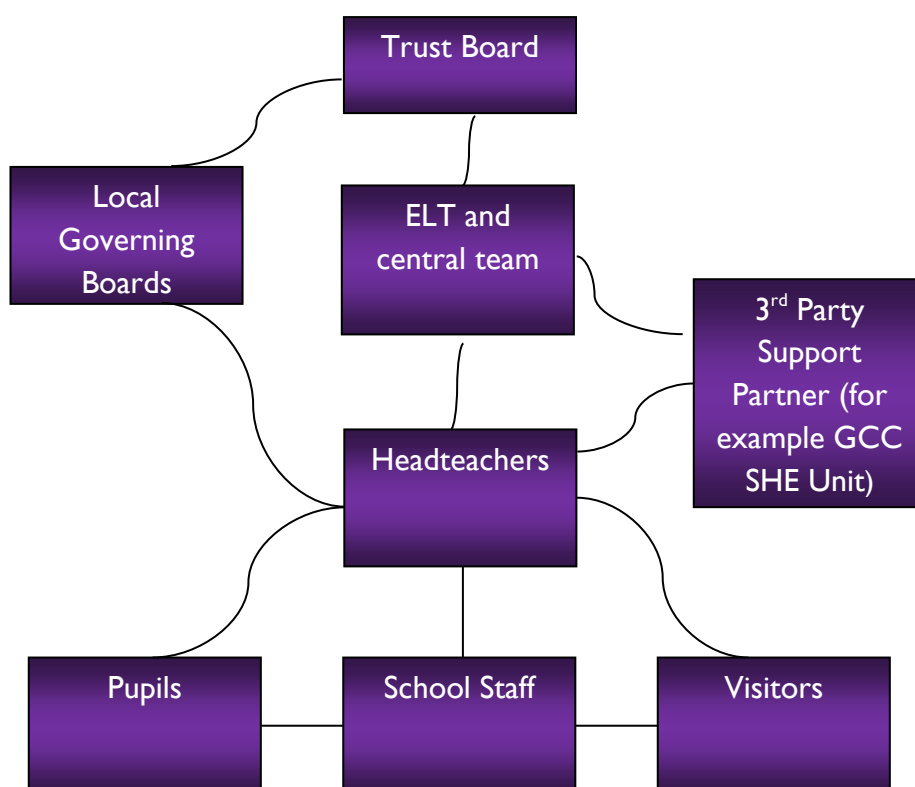 Trust Board
Local
Governing
Boards
ELT and
central team
3rd Party
Support
Partner (for
example GCC
SHE Unit)
Headteachers
Pupils
School Staff
Visitors